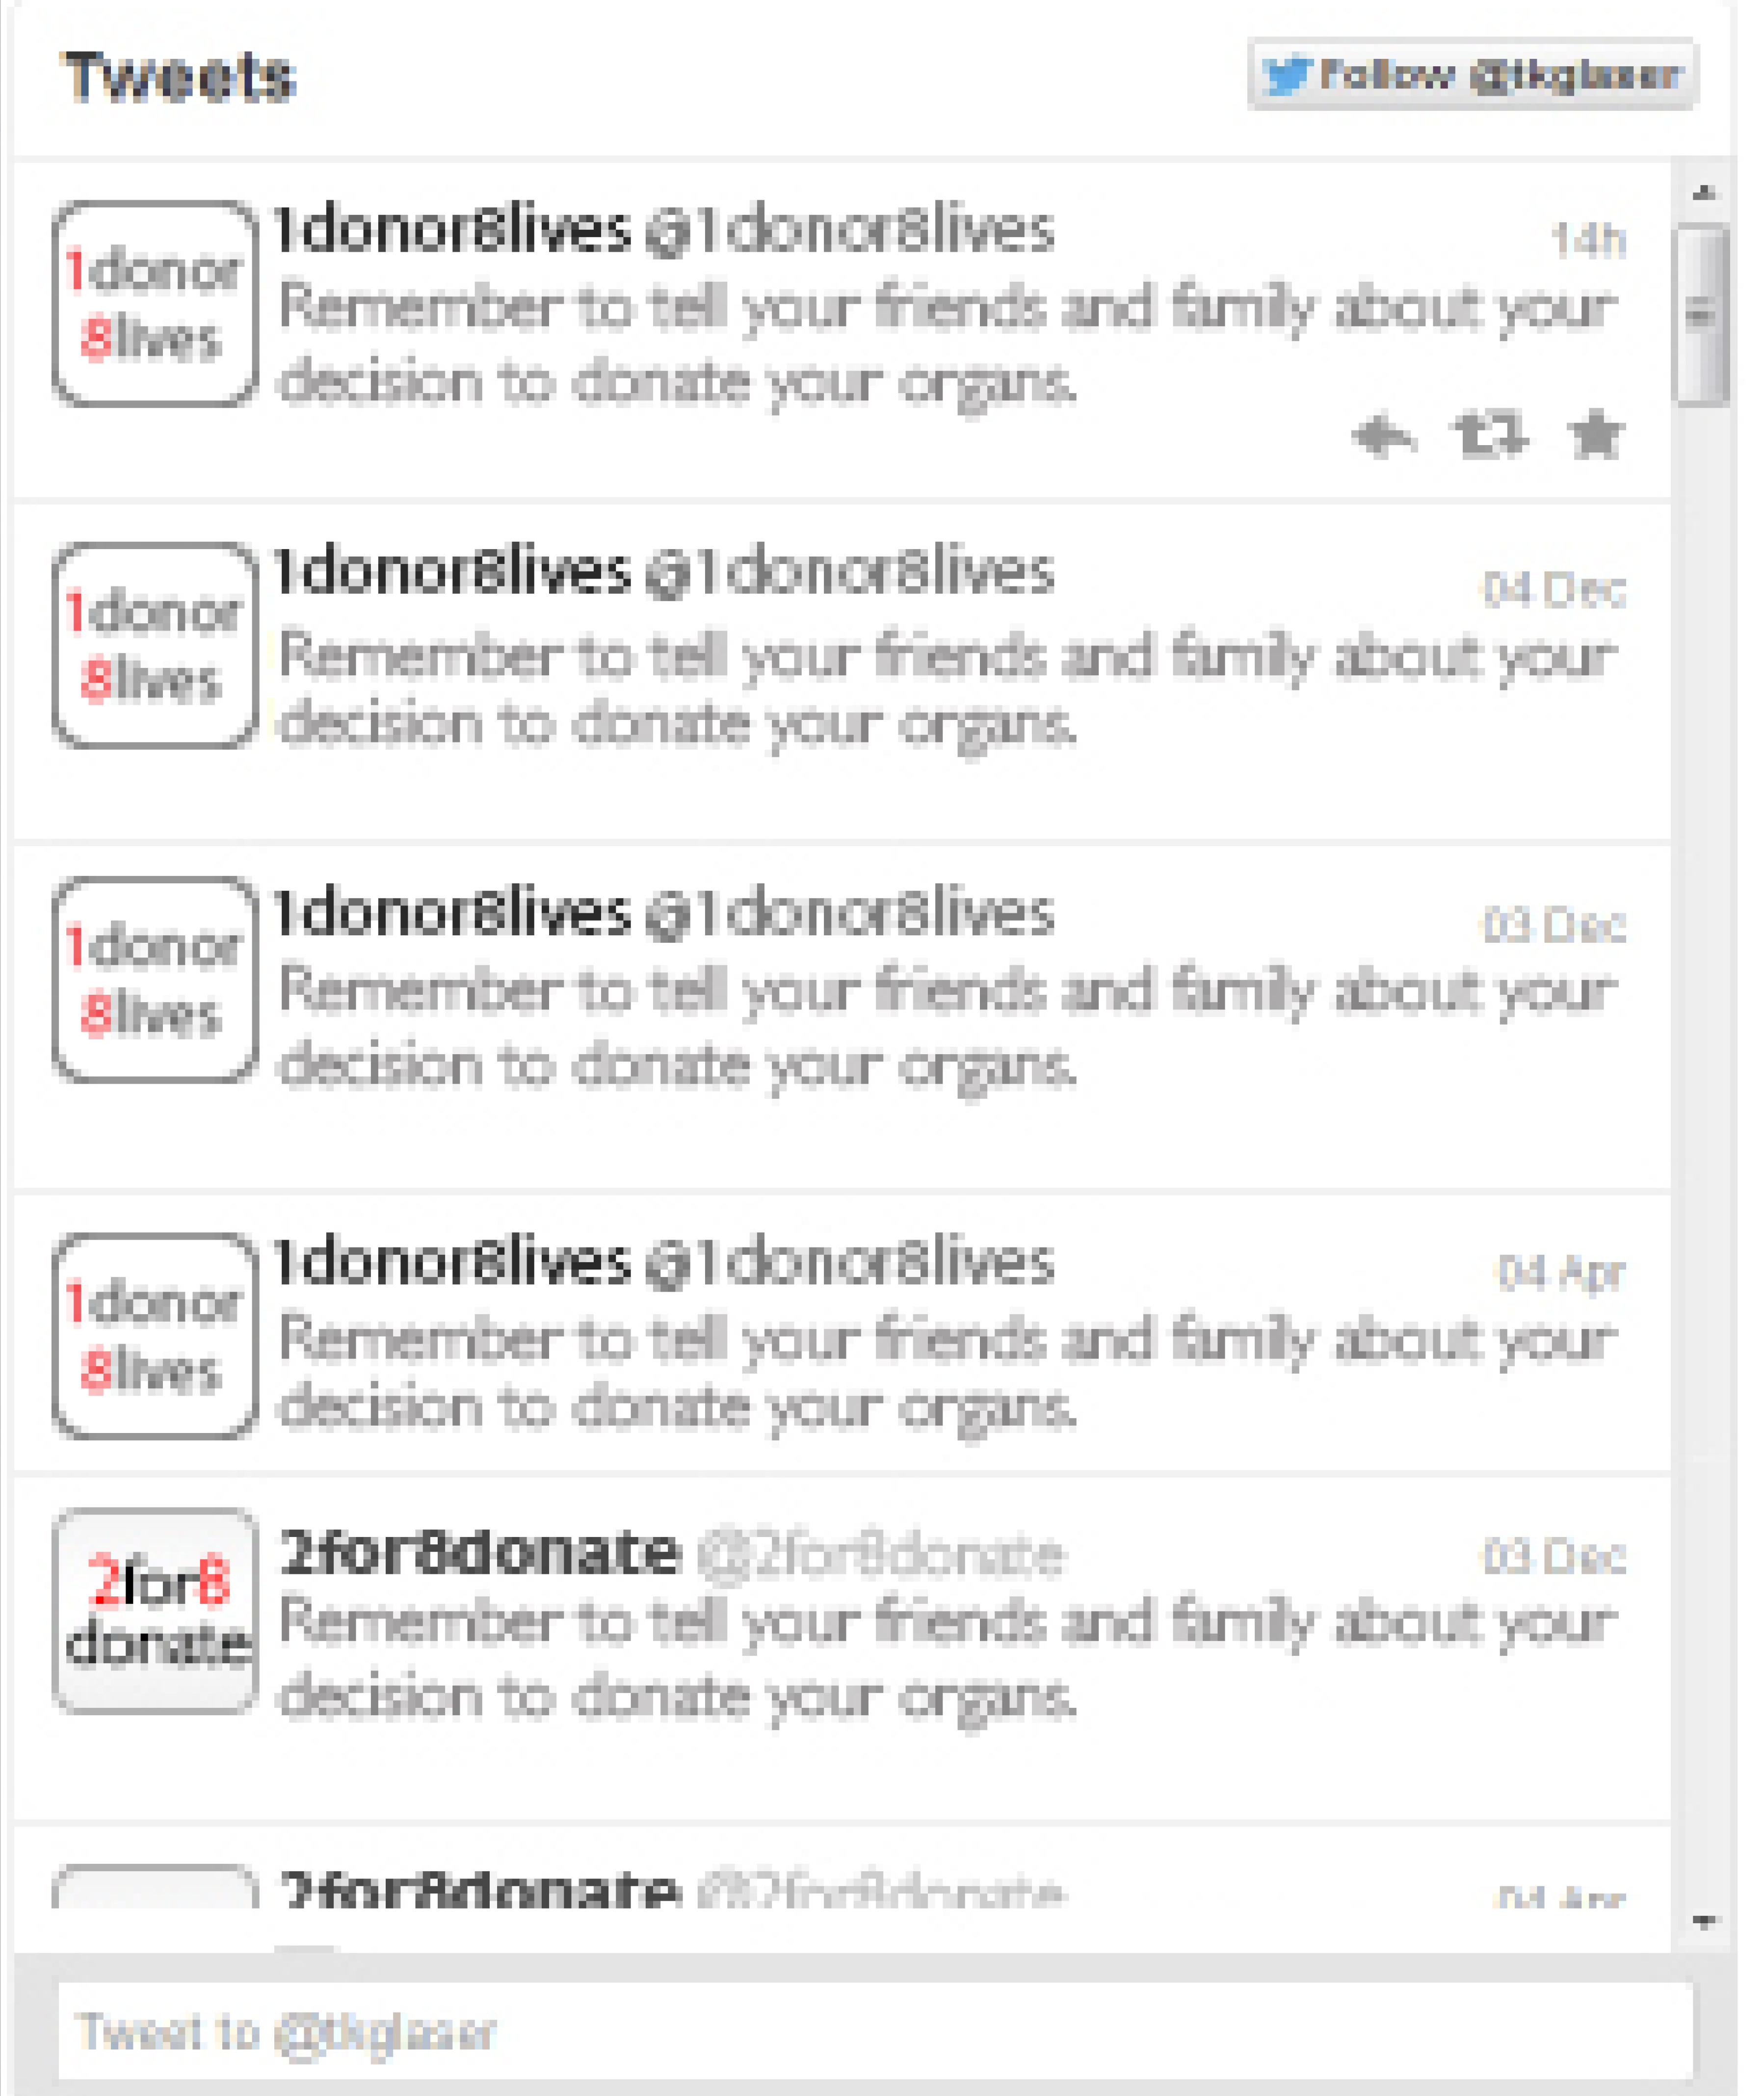 Tweets
Follow @tkglaser
1donor
8lives
1donor8lives @1donor8lives
14h
Remember to tell your friends and family about your
decision to donate your organs.
1donor
8lives
1donor8lives @1donor8lives
04 Dec
Remember to tell your friends and family about your
decision to donate your organs.
1donor
8lives
1donor8lives @1donor8lives
03 Dec
Remember to tell your friends and family about your
decision to donate your organs.
1donor
8lives
1donor8lives @1donor8lives
04 Apr
Remember to tell your friends and family about your
decision to donate your organs.
2for8
donate
2for8donate @2for8donate
03 Dec
Remember to tell your friends and family about your
decision to donate your organs.
2for8donate @2for8donate
04 Apr
Tweet to @tkglaser